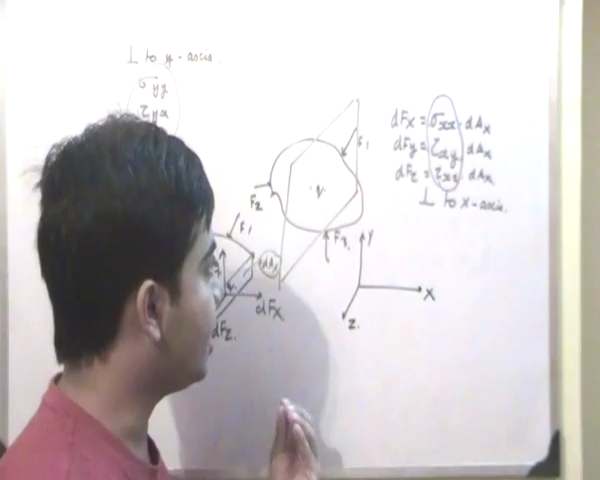 ⊥ to y-axis
σyy
τyx
dFx = σxx · dAx
dFy = τxy dAx
dFz = τxz dAx
⊥ to x-axis.
F1
F2
F3
F1
dAx
dFx
dFz.
Y
X
Z.